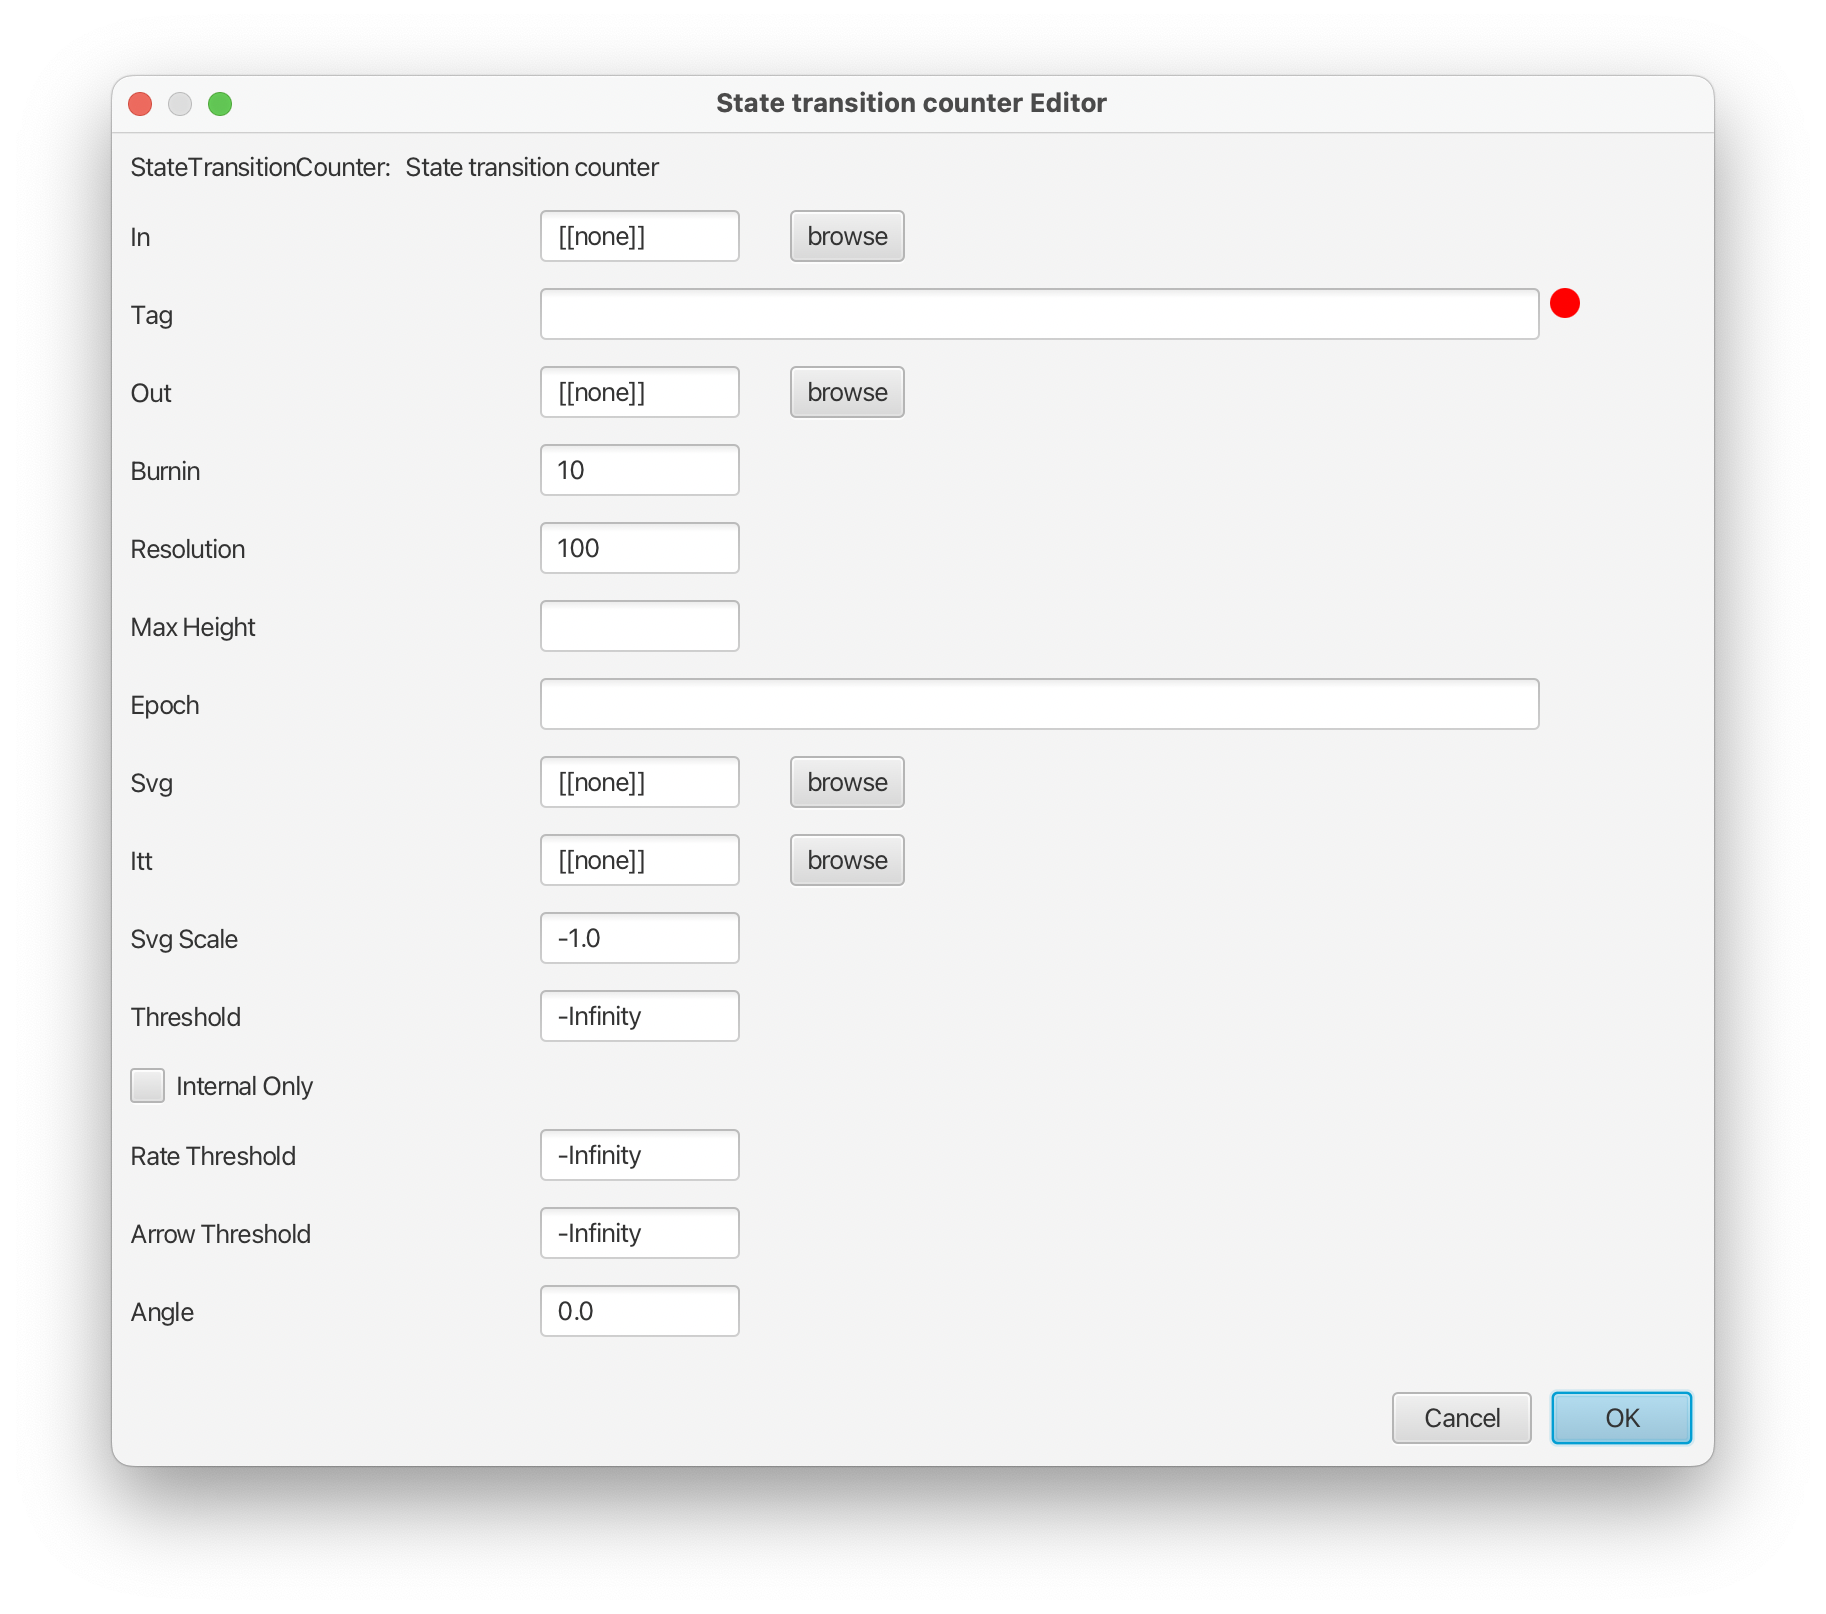 State transition counter Editor
StateTransitionCounter: State transition counter
In [[none]] browse
Tag
Out [[none]] browse
Burnin 10
Resolution 100
Max Height
Epoch
Svg [[none]] browse
Itt [[none]] browse
Svg Scale -1.0
Threshold -Infinity
Internal Only
Rate Threshold -Infinity
Arrow Threshold -Infinity
Angle 0.0
Cancel OK